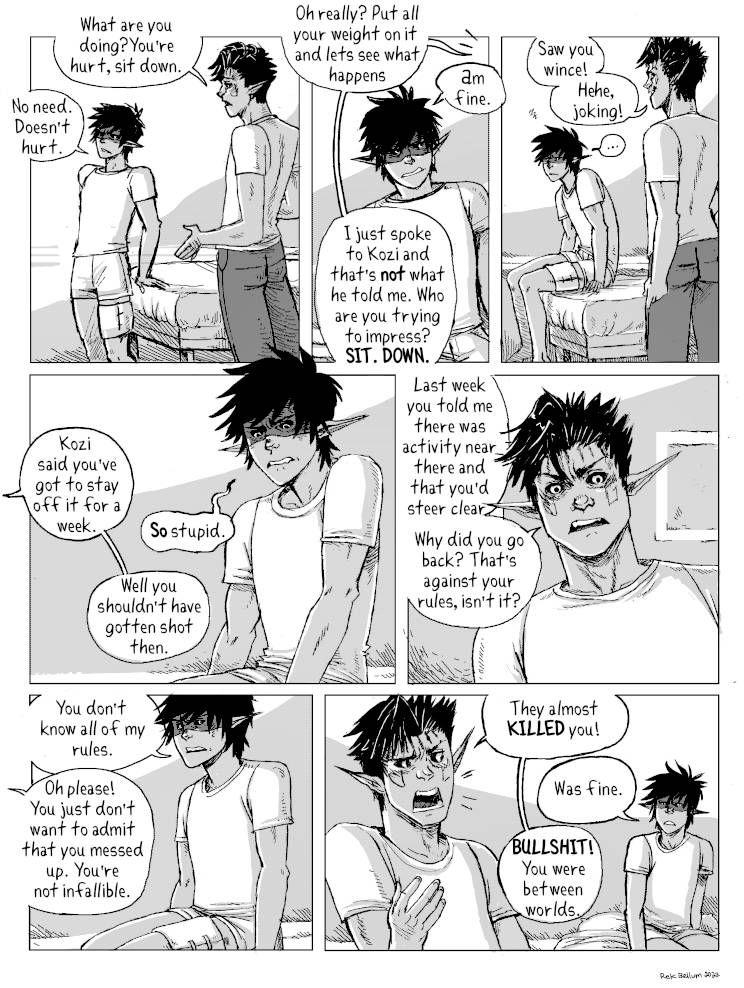 What are you
doing? You're
hurt, sit down.
No need.
Doesn't
hurt.
Oh really? Put all
your weight on it
and lets see what
happens
am
fine.
I just spoke
to Kozi and
that's not what
he told me. Who
are you trying
to impress?
SIT. DOWN.
Saw you
wince!
Hehe,
joking!
...
Kozi
said you've
got to stay
off it for a
week.
So stupid.
Well you
shouldn't have
gotten shot
then.
Last week
you told me
there was
activity near
there and
that you'd
steer clear.
Why did you go
back? That's
against your
rules, isn't it?
You don't
know all of my
rules.
Oh please!
You just don't
want to admit
that you messed
up. You're
not infallible.
They almost
KILLED you!
Was fine.
BULLSHIT!
You were
between
worlds.
Rek Bellum 2022